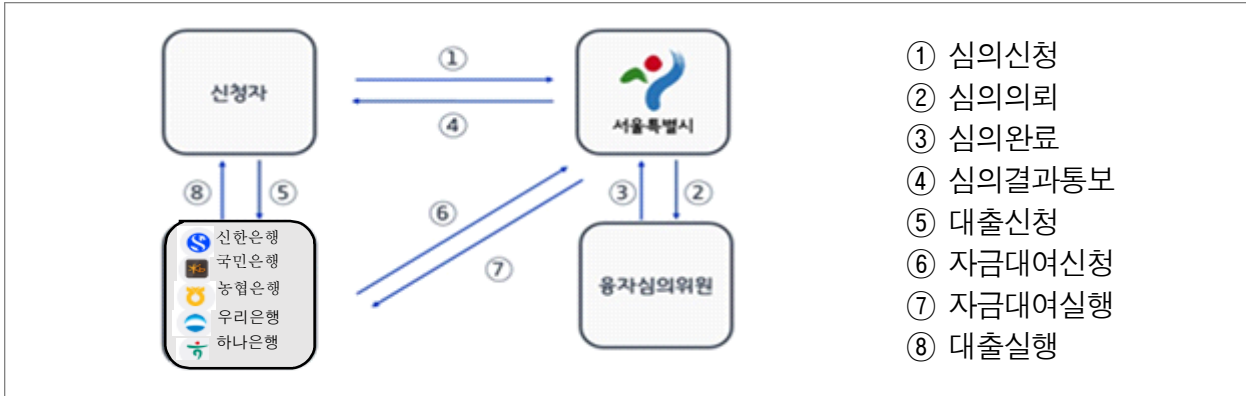 신청자
①
④
서울특별시
⑧
⑤
⑥
⑦
③
②
신한은행
국민은행
농협은행
우리은행
하나은행
융자심의위원
① 심의신청
② 심의의뢰
③ 심의완료
④ 심의결과통보
⑤ 대출신청
⑥ 자금대여신청
⑦ 자금대여실행
⑧ 대출실행